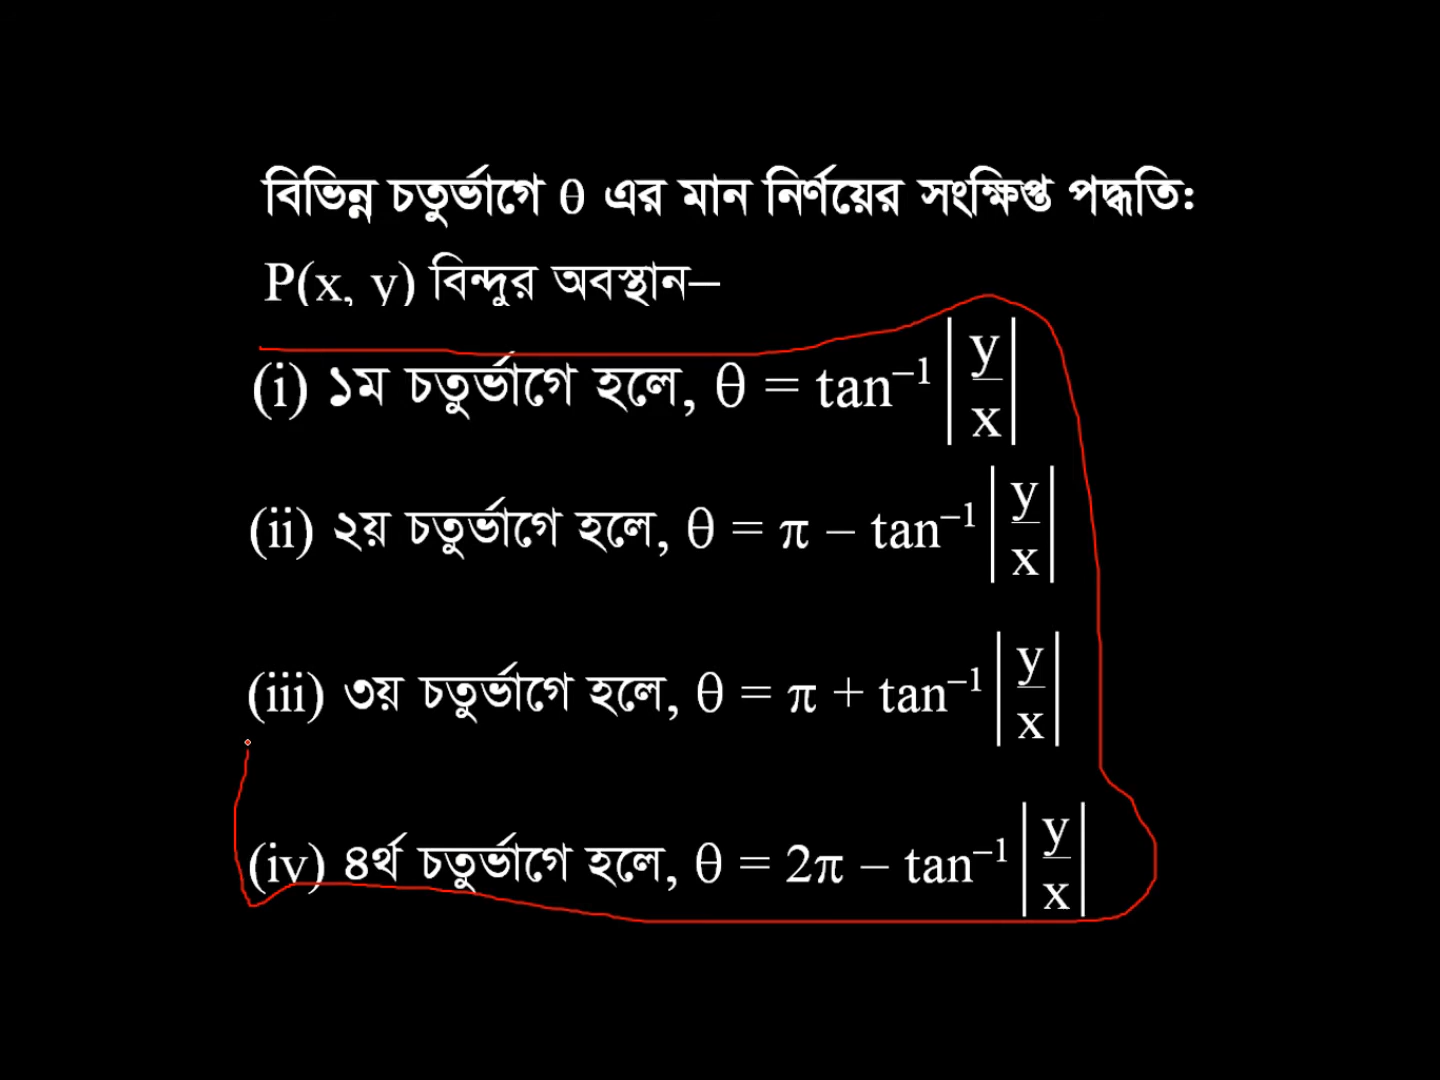 বিভিন্ন চতুর্ভাগে θ এর মান নির্ণয়ের সংক্ষিপ্ত পদ্ধতি:
P(x, y) বিন্দুর অবস্থান–
(i) ১ম চতুর্ভাগে হলে, θ = tan⁻¹ |y/x|
(ii) ২য় চতুর্ভাগে হলে, θ = π – tan⁻¹ |y/x|
(iii) ৩য় চতুর্ভাগে হলে, θ = π + tan⁻¹ |y/x|
(iv) ৪র্থ চতুর্ভাগে হলে, θ = 2π – tan⁻¹ |y/x|